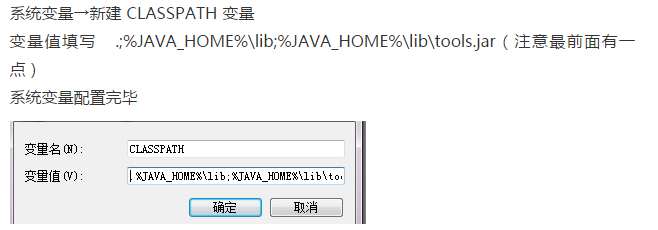 系统变量→新建 CLASSPATH 变量
变量值填写 .;%JAVA_HOME%\lib;%JAVA_HOME%\lib\tools.jar（注意最前面有一
点）
系统变量配置完毕
变量名(N): CLASSPATH
变量值(V): .%JAVA_HOME%\lib;%JAVA_HOME%\lib\to
确定 取消